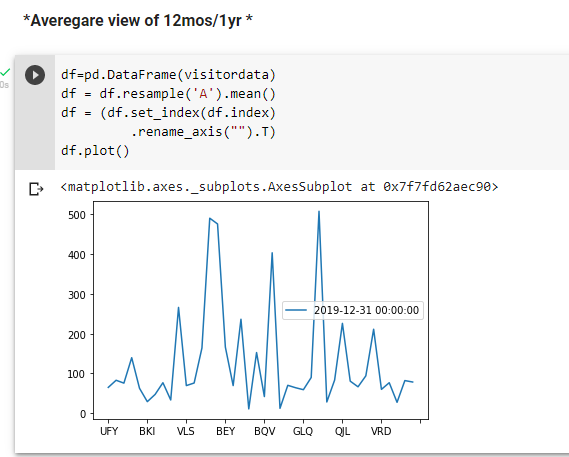 *Averegare view of 12mos/1yr *
0s
df=pd.DataFrame(visitordata)
df = df.resample('A').mean()
df = (df.set_index(df.index)
.rename_axis("").T)
df.plot()
<matplotlib.axes._subplots.AxesSubplot at 0x7f7fd62aec90>
500
400
300
200
100
0
2019-12-31 00:00:00
UFY BKI VLS BEY BQV GLQ QJL VRD